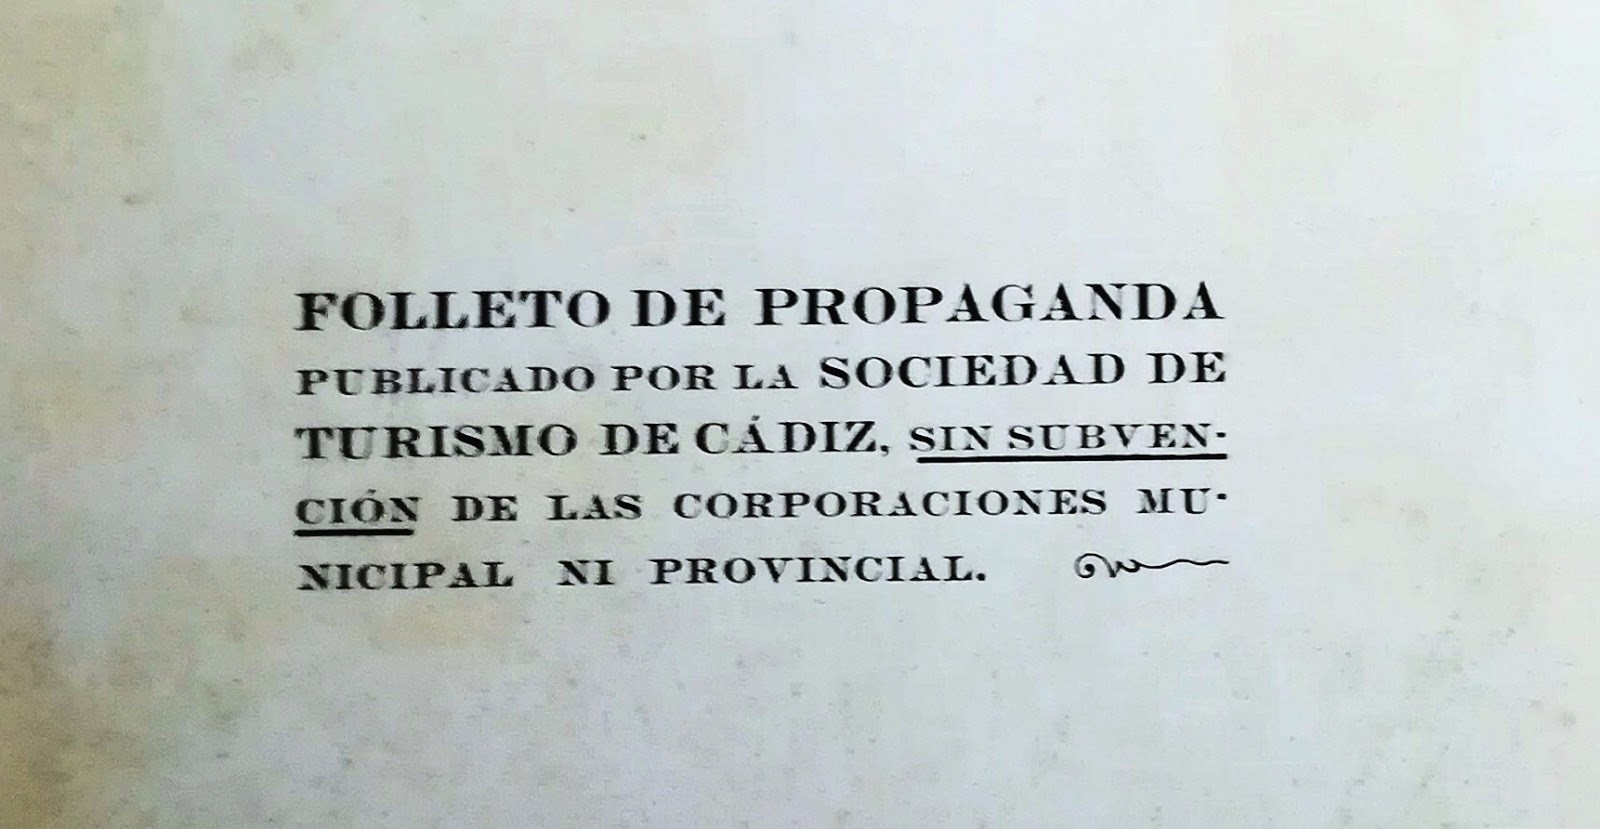 FOLLETO DE PROPAGANDA
PUBLICADO POR LA SOCIEDAD DE
TURISMO DE CÁDIZ, SIN SUBVEN-
CIÓN DE LAS CORPORACIONES MU-
NICIPAL NI PROVINCIAL.